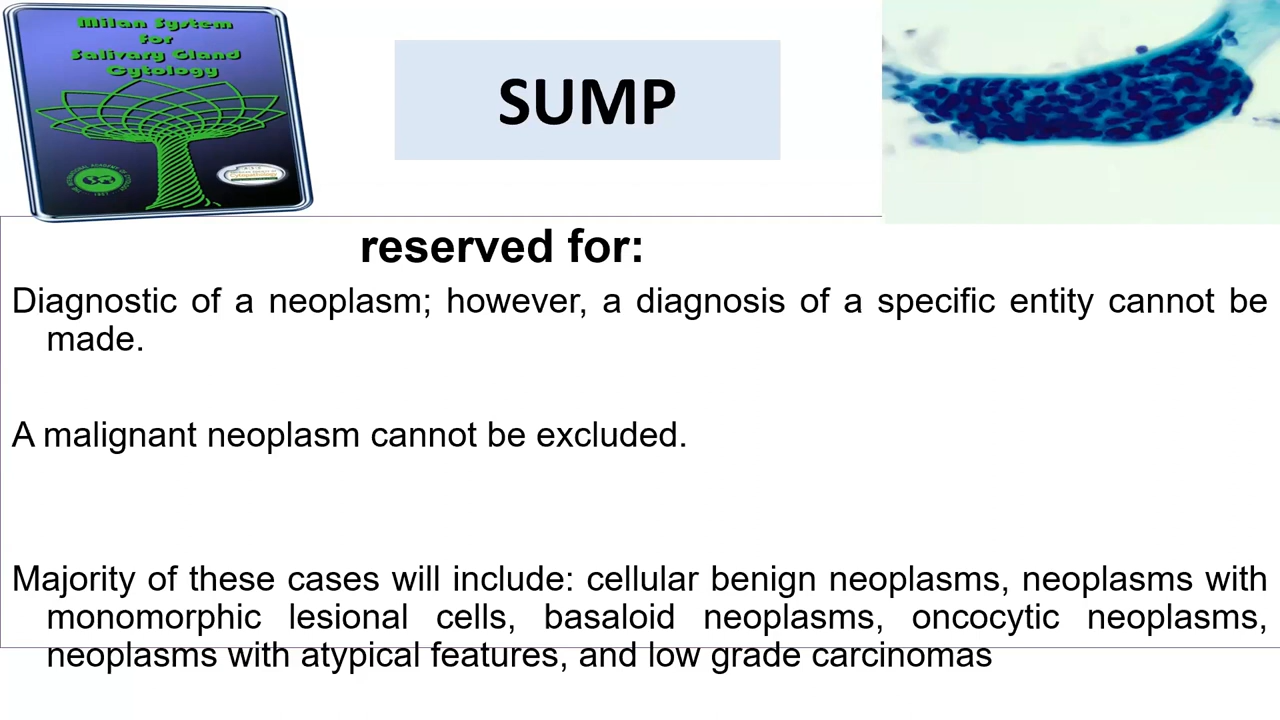 Milan System
For
Salivary Gland
Cytology
SUMP
reserved for:
Diagnostic of a neoplasm; however, a diagnosis of a specific entity cannot be
made.
A malignant neoplasm cannot be excluded.
Majority of these cases will include: cellular benign neoplasms, neoplasms with
monomorphic lesional cells, basaloid neoplasms, oncocytic neoplasms,
neoplasms with atypical features, and low grade carcinomas